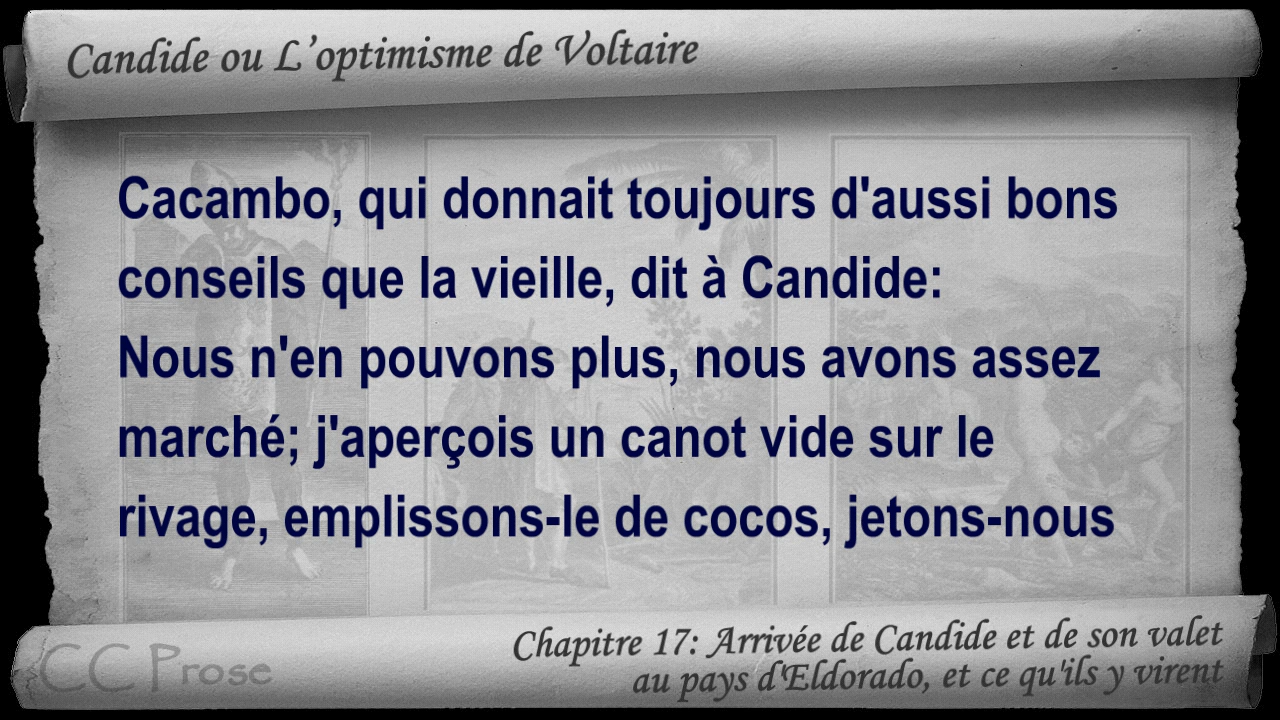 Candide ou L’optimisme de Voltaire
Cacambo, qui donnait toujours d'aussi bons
conseils que la vieille, dit à Candide:
Nous n'en pouvons plus, nous avons assez
marché; j'aperçois un canot vide sur le
rivage, emplissons-le de cocos, jetons-nous
Chapitre 17: Arrivée de Candide et de son valet
au pays d'Eldorado, et ce qu'ils y virent
CC Prose